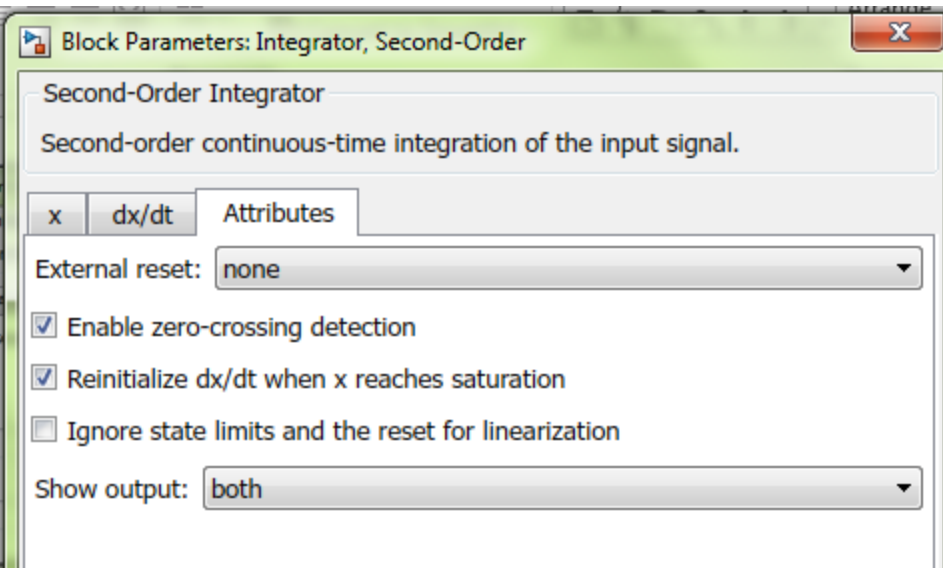 Arrange
Block Parameters: Integrator, Second-Order
Second-Order Integrator
Second-order continuous-time integration of the input signal.
x dx/dt Attributes
External reset: none
Enable zero-crossing detection
Reinitialize dx/dt when x reaches saturation
Ignore state limits and the reset for linearization
Show output: both